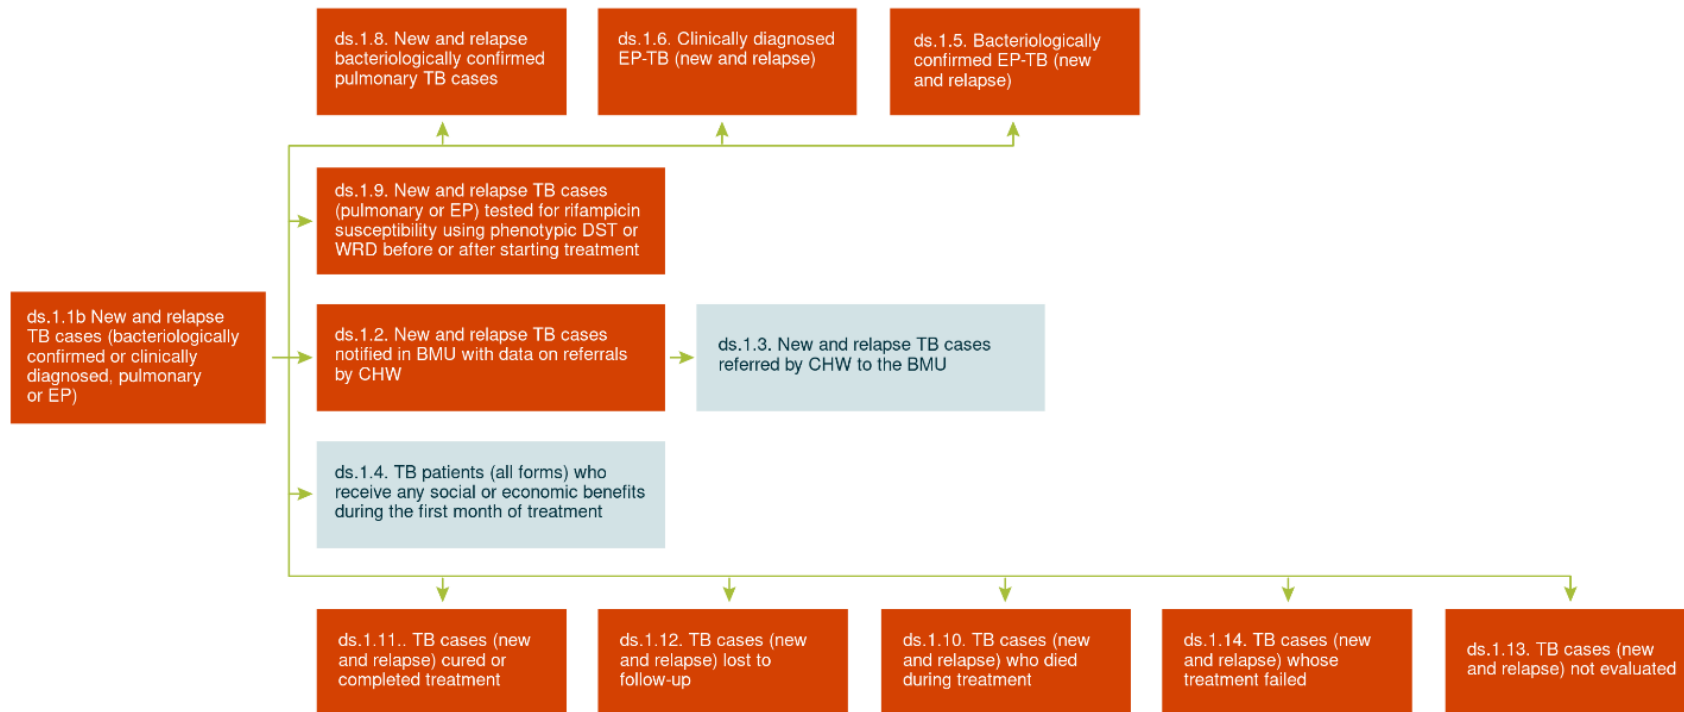 ds.1.8. New and relapse
bacteriologically confirmed
pulmonary TB cases
ds.1.6. Clinically diagnosed
EP-TB (new and relapse)
ds.1.5. Bacteriologically
confirmed EP-TB (new
and relapse)
ds.1.9. New and relapse TB cases
(pulmonary or EP) tested for rifampicin
susceptibility using phenotypic DST or
WRD before or after starting treatment
ds.1.1b New and relapse
TB cases (bacteriologically
confirmed or clinically
diagnosed, pulmonary
or EP)
ds.1.2. New and relapse TB cases
notified in BMU with data on referrals
by CHW
ds.1.3. New and relapse TB cases
referred by CHW to the BMU
ds.1.4. TB patients (all forms) who
receive any social or economic benefits
during the first month of treatment
ds.1.11.. TB cases (new
and relapse) cured or
completed treatment
ds.1.12. TB cases (new
and relapse) lost to
follow-up
ds.1.10. TB cases (new
and relapse) who died
during treatment
ds.1.14. TB cases (new
and relapse) whose
treatment failed
ds.1.13. TB cases (new
and relapse) not evaluated